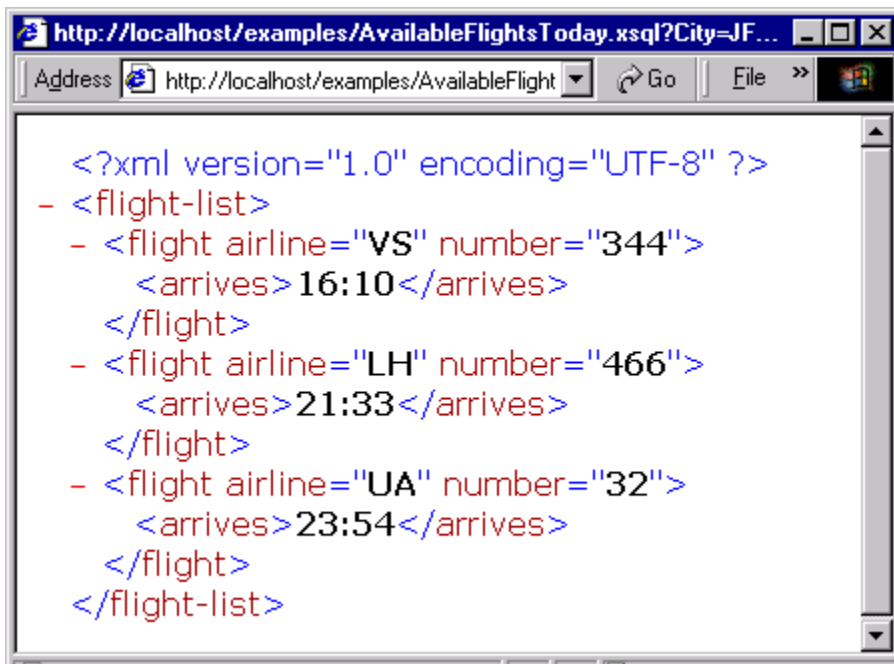 http://localhost/examples/AvailableFlightsToday.xsql?City=JF...
Address http://localhost/examples/AvailableFlight Go File »
<?xml version="1.0" encoding="UTF-8" ?>
- <flight-list>
- <flight airline="VS" number="344">
<arrives>16:10</arrives>
</flight>
- <flight airline="LH" number="466">
<arrives>21:33</arrives>
</flight>
- <flight airline="UA" number="32">
<arrives>23:54</arrives>
</flight>
</flight-list>